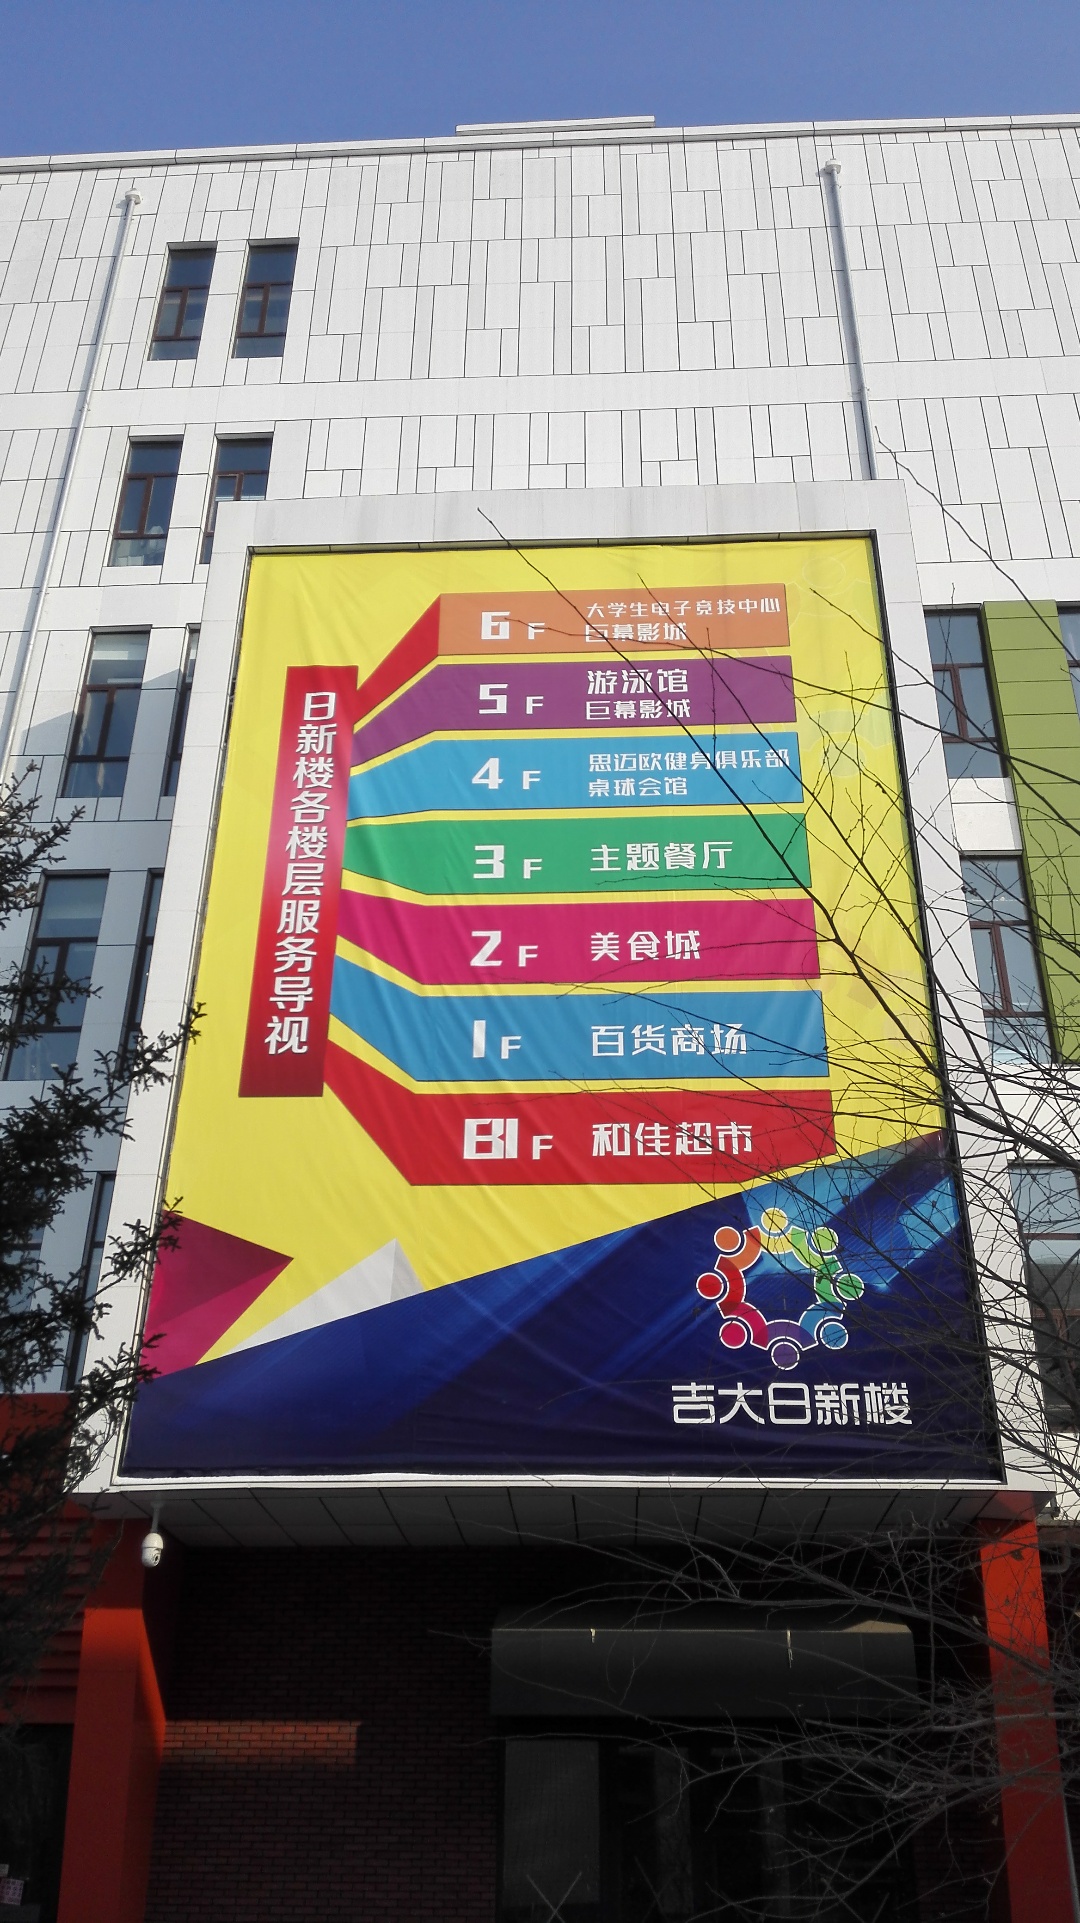 日新楼各楼层服务导视
6F 大学生电子竞技中心
巨幕影城
5F 游泳馆
巨幕影城
4F 思迈欧健身俱乐部
桌球会馆
3F 主题餐厅
2F 美食城
1F 百货商场
B1F 和佳超市
吉大日新楼